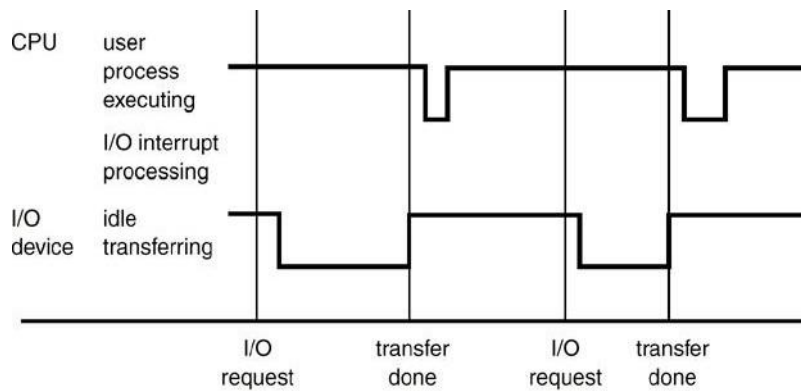 CPU user
process
executing
I/O interrupt
processing
I/O idle
device transferring
I/O transfer I/O transfer
request done request done